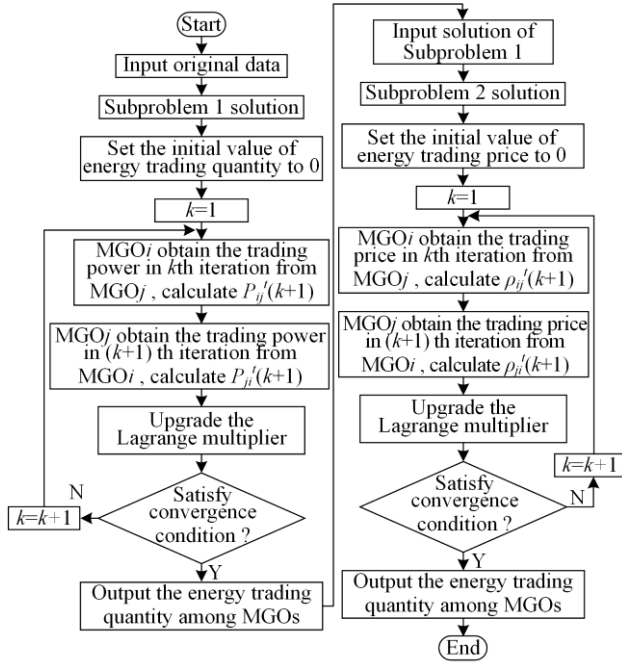 Start
Input original data
Subproblem 1 solution
Set the initial value of
energy trading quantity to 0
k=1
MGOi obtain the trading
power in kth iteration from
MGOj , calculate P_ij^t(k+1)
MGOj obtain the trading power
in (k+1) th iteration from
MGOi , calculate P_ji^t(k+1)
Upgrade the
Lagrange multiplier
N
k=k+1
Satisfy
convergence
condition ?
Y
Output the energy trading
quantity among MGOs
Input solution of
Subproblem 1
Subproblem 2 solution
Set the initial value of
energy trading price to 0
k=1
MGOi obtain the trading
price in kth iteration from
MGOj , calculate ρ_ij^t(k+1)
MGOj obtain the trading price
in (k+1) th iteration from
MGOi , calculate ρ_ji^t(k+1)
Upgrade the
Lagrange multiplier
k=k+1
Satisfy
convergence
condition ?
N
Y
Output the energy trading
quantity among MGOs
End